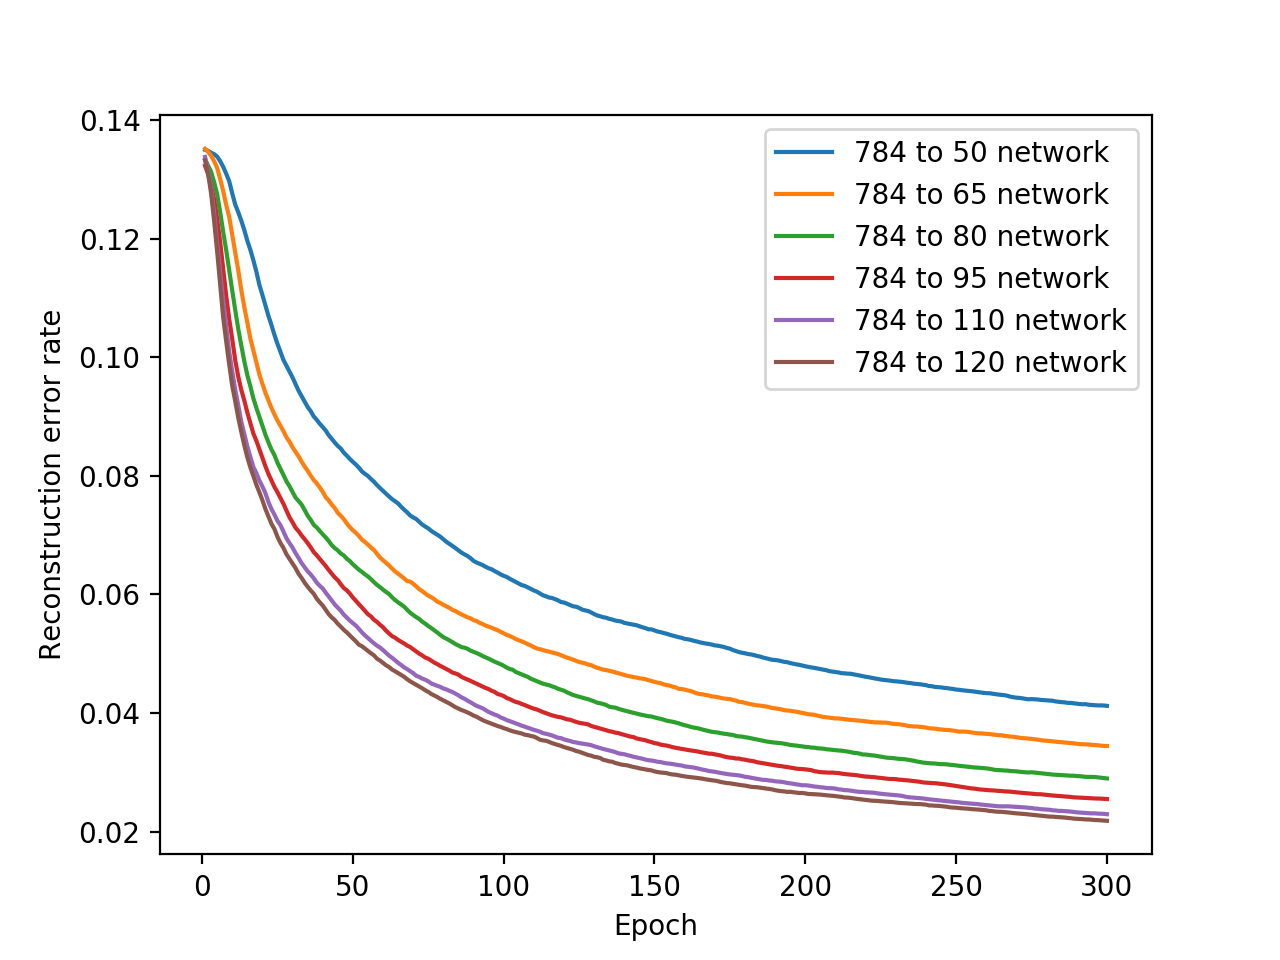 0.14
0.12
0.10
0.08
0.06
0.04
0.02
Reconstruction error rate
784 to 50 network
784 to 65 network
784 to 80 network
784 to 95 network
784 to 110 network
784 to 120 network
0 50 100 150 200 250 300
Epoch